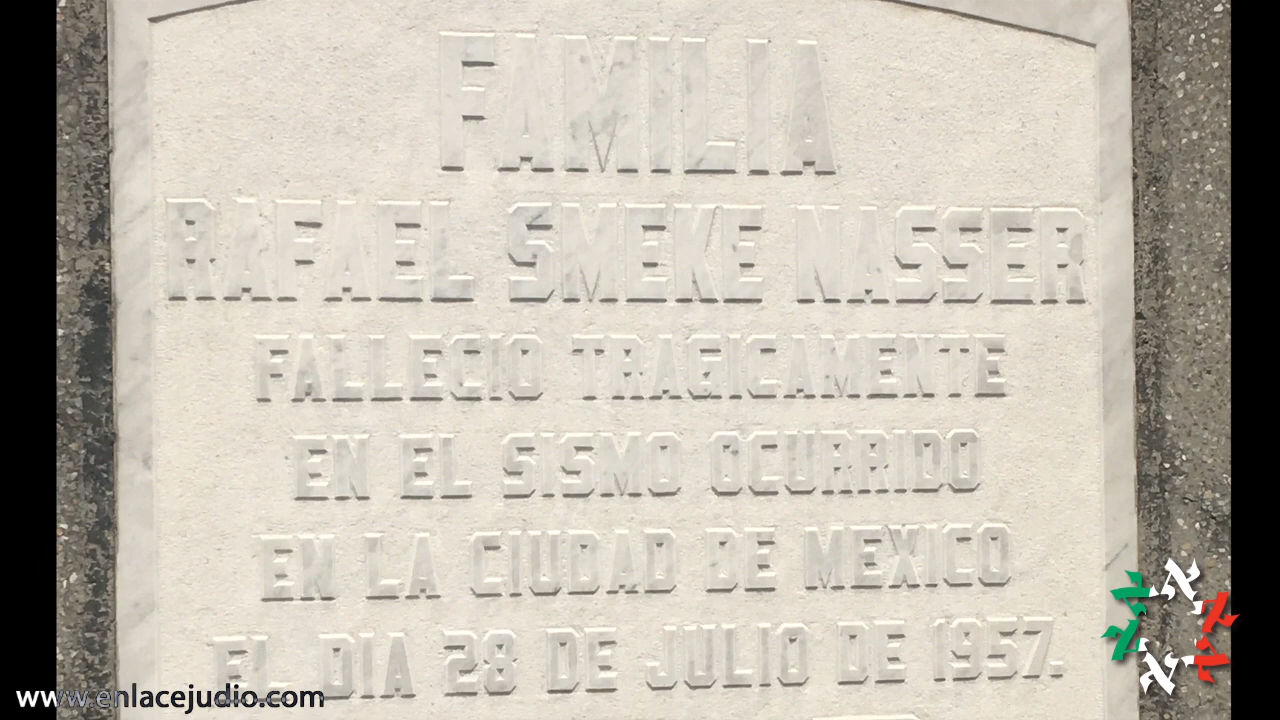 FAMILIA
RAFAEL SMEKE NASSER
FALLECIO TRAGICAMENTE
EN EL SISMO OCURRIDO
EN LA CIUDAD DE MEXICO
EL DIA 28 DE JULIO DE 1957.
www.enlacejudio.com